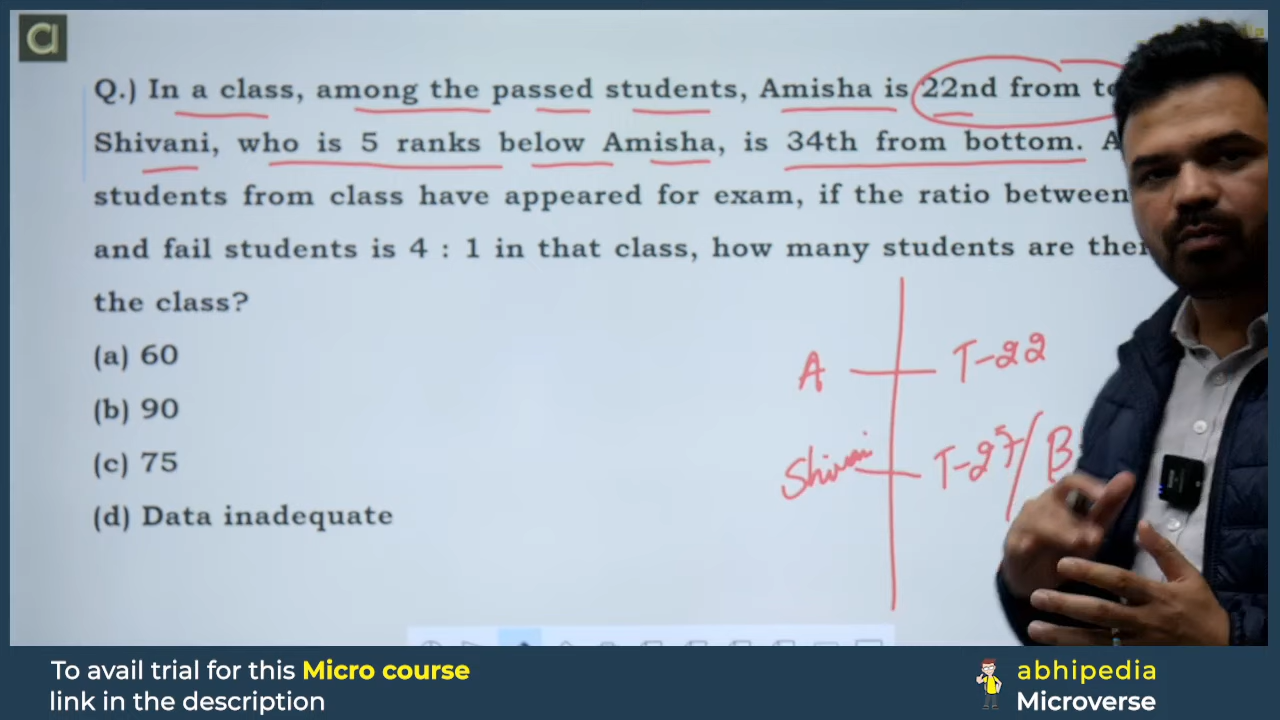 Q.) In a class, among the passed students, Amisha is 22nd from
Shivani, who is 5 ranks below Amisha, is 34th from bottom.
students from class have appeared for exam, if the ratio between
and fail students is 4 : 1 in that class, how many students are
the class?
(a) 60
(b) 90
(c) 75
(d) Data inadequate
A T-22
Shivani T-27/B
To avail trial for this Micro course
link in the description
abhipedia
Microverse